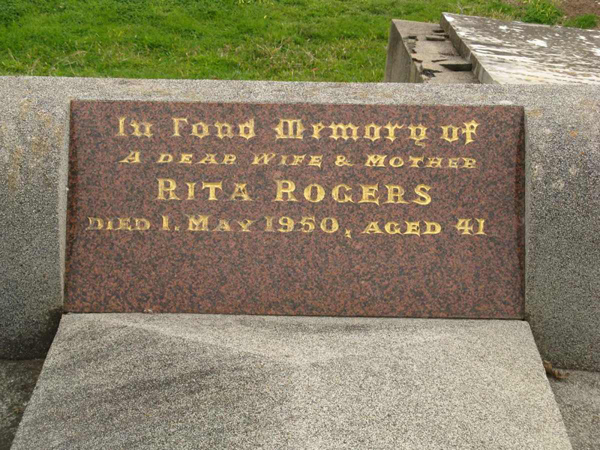 In Fond Memory of
A DEAR WIFE & MOTHER
RITA ROGERS
DIED 1. MAY 1950, AGED 41